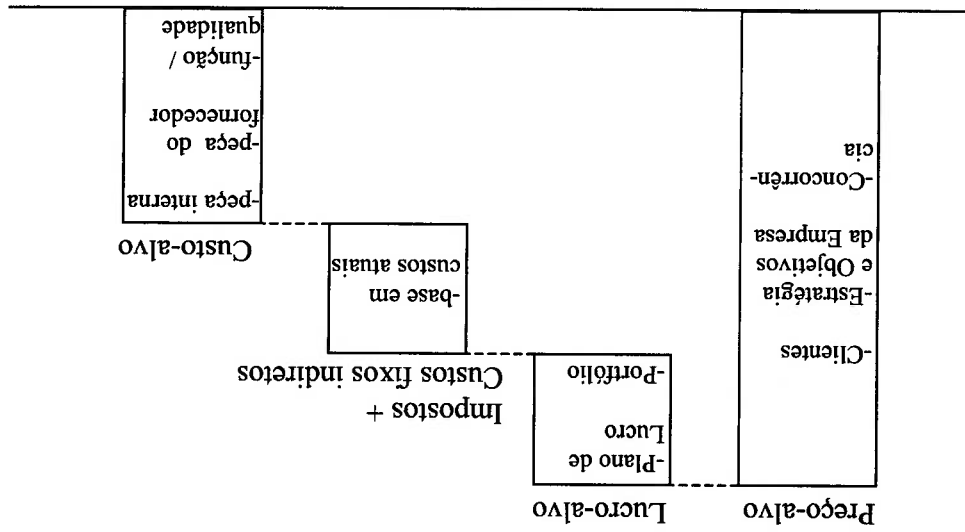 Preço-alvo
-Clientes
-Estratégia
e Objetivos
da Empresa
-Concorrên-
cia
Lucro-alvo
-Plano de
Lucro
-Portfólio
Impostos +
Custos fixos indiretos
-base em
custos atuais
Custo-alvo
-peça interna
-peça do
fornecedor
-função /
qualidade